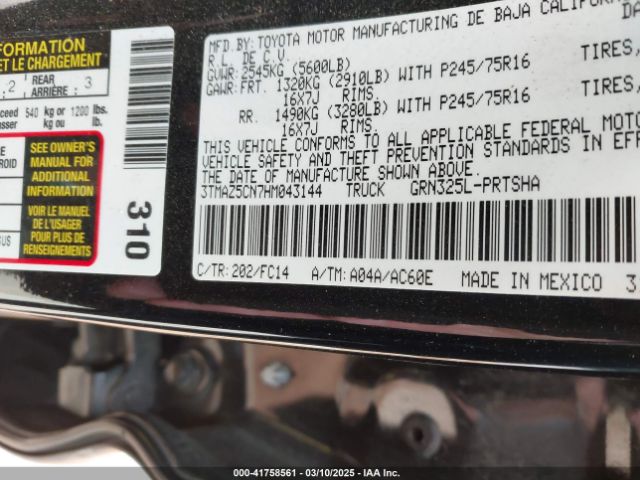 FORMATION
ET LE CHARGEMENT
2 REAR ARRIÈRE : 3
540 kg or 1200 lbs.
kg ou lb.
SEE OWNER'S
MANUAL FOR
ADDITIONAL
INFORMATION
VOIR LE MANUEL
DE L'USAGER
POUR PLUS DE
RENSEIGNEMENTS
310
MFD.BY: TOYOTA MOTOR MANUFACTURING DE BAJA CALIFORN
R.L. DE C.V.
GVWR: 2545KG (5600LB)
GAWR: FRT. 1320KG (2910LB) WITH P245/75R16 TIRES,
16X7J RIMS.
RR. 1490KG (3280LB) WITH P245/75R16 TIRES,
16X7J RIMS.
THIS VEHICLE CONFORMS TO ALL APPLICABLE FEDERAL MOTO
VEHICLE SAFETY AND THEFT PREVENTION STANDARDS IN EFF
THE DATE OF MANUFACTURE SHOWN ABOVE.
3TMAZ5CN7HM043144 TRUCK GRN325L-PRTSHA
C/TR: 202/FC14 A/TM: A04A/AC60E MADE IN MEXICO 3
000-41758561 — 03/10/2025 — IAA Inc.